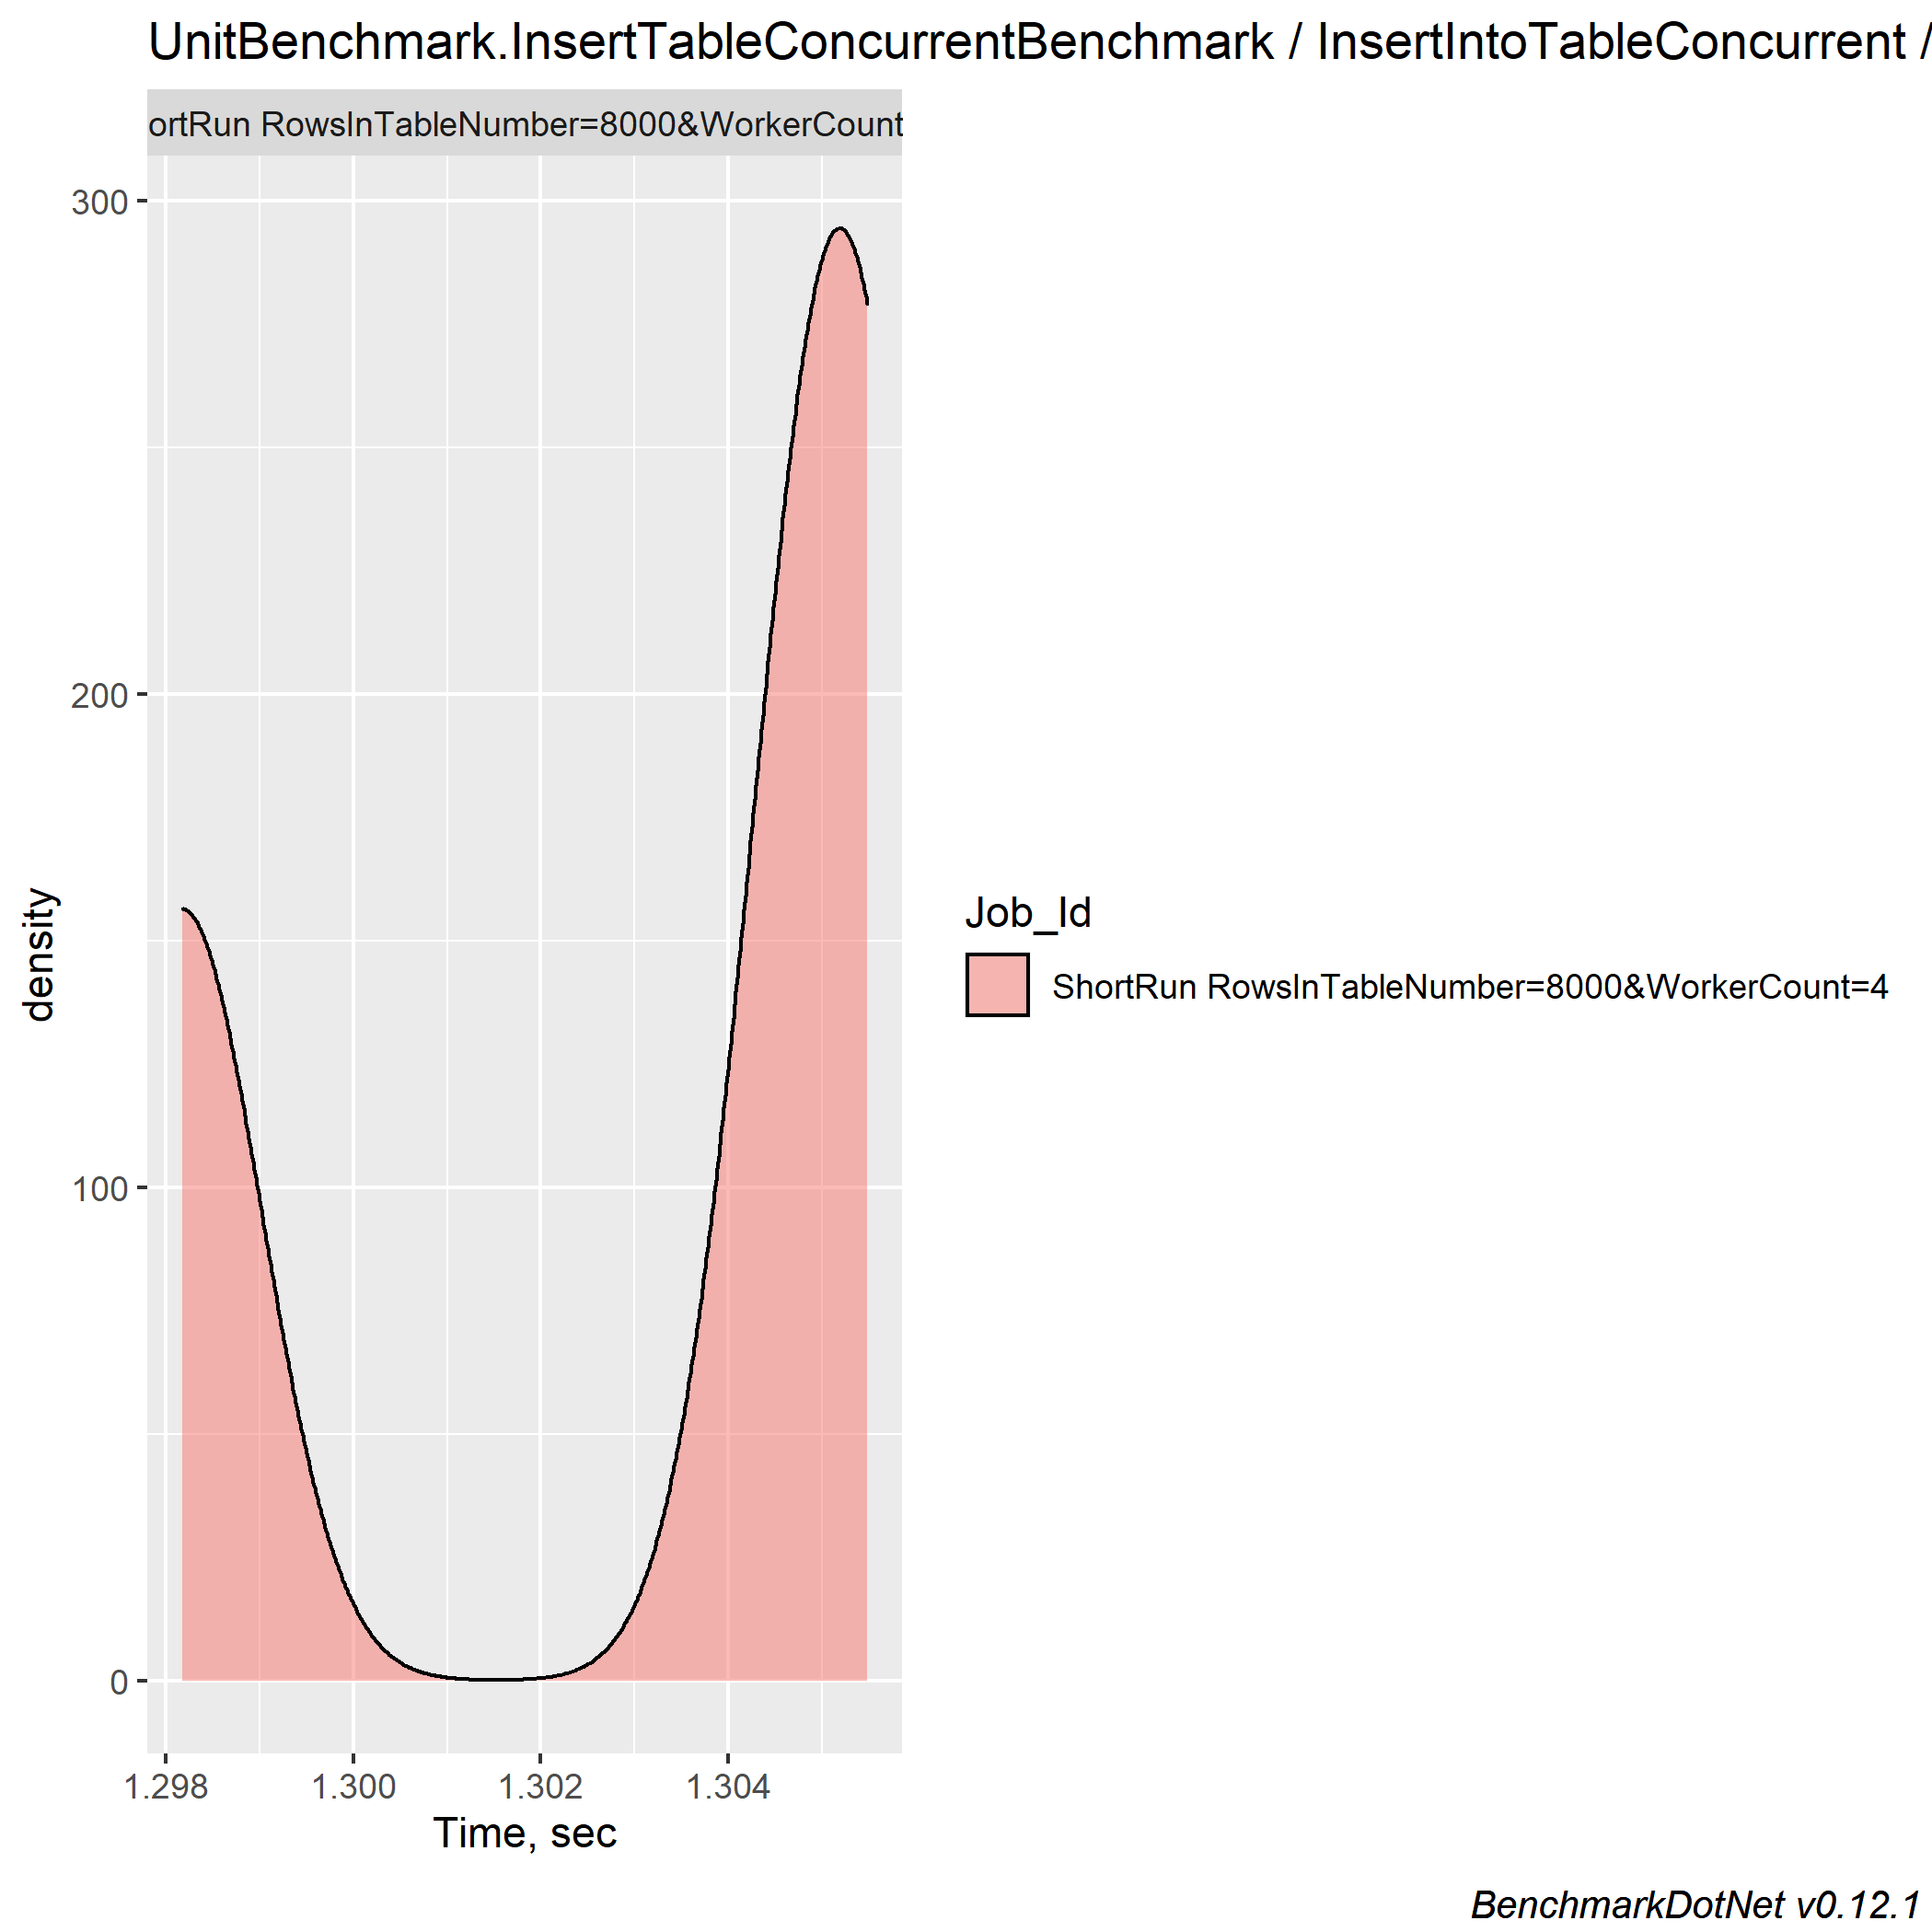 UnitBenchmark.InsertTableConcurrentBenchmark / InsertIntoTableConcurrent /
ortRun RowsInTableNumber=8000&WorkerCount
300
200
100
0
density
1.298 1.300 1.302 1.304
Time, sec
Job_Id
ShortRun RowsInTableNumber=8000&WorkerCount=4
BenchmarkDotNet v0.12.1